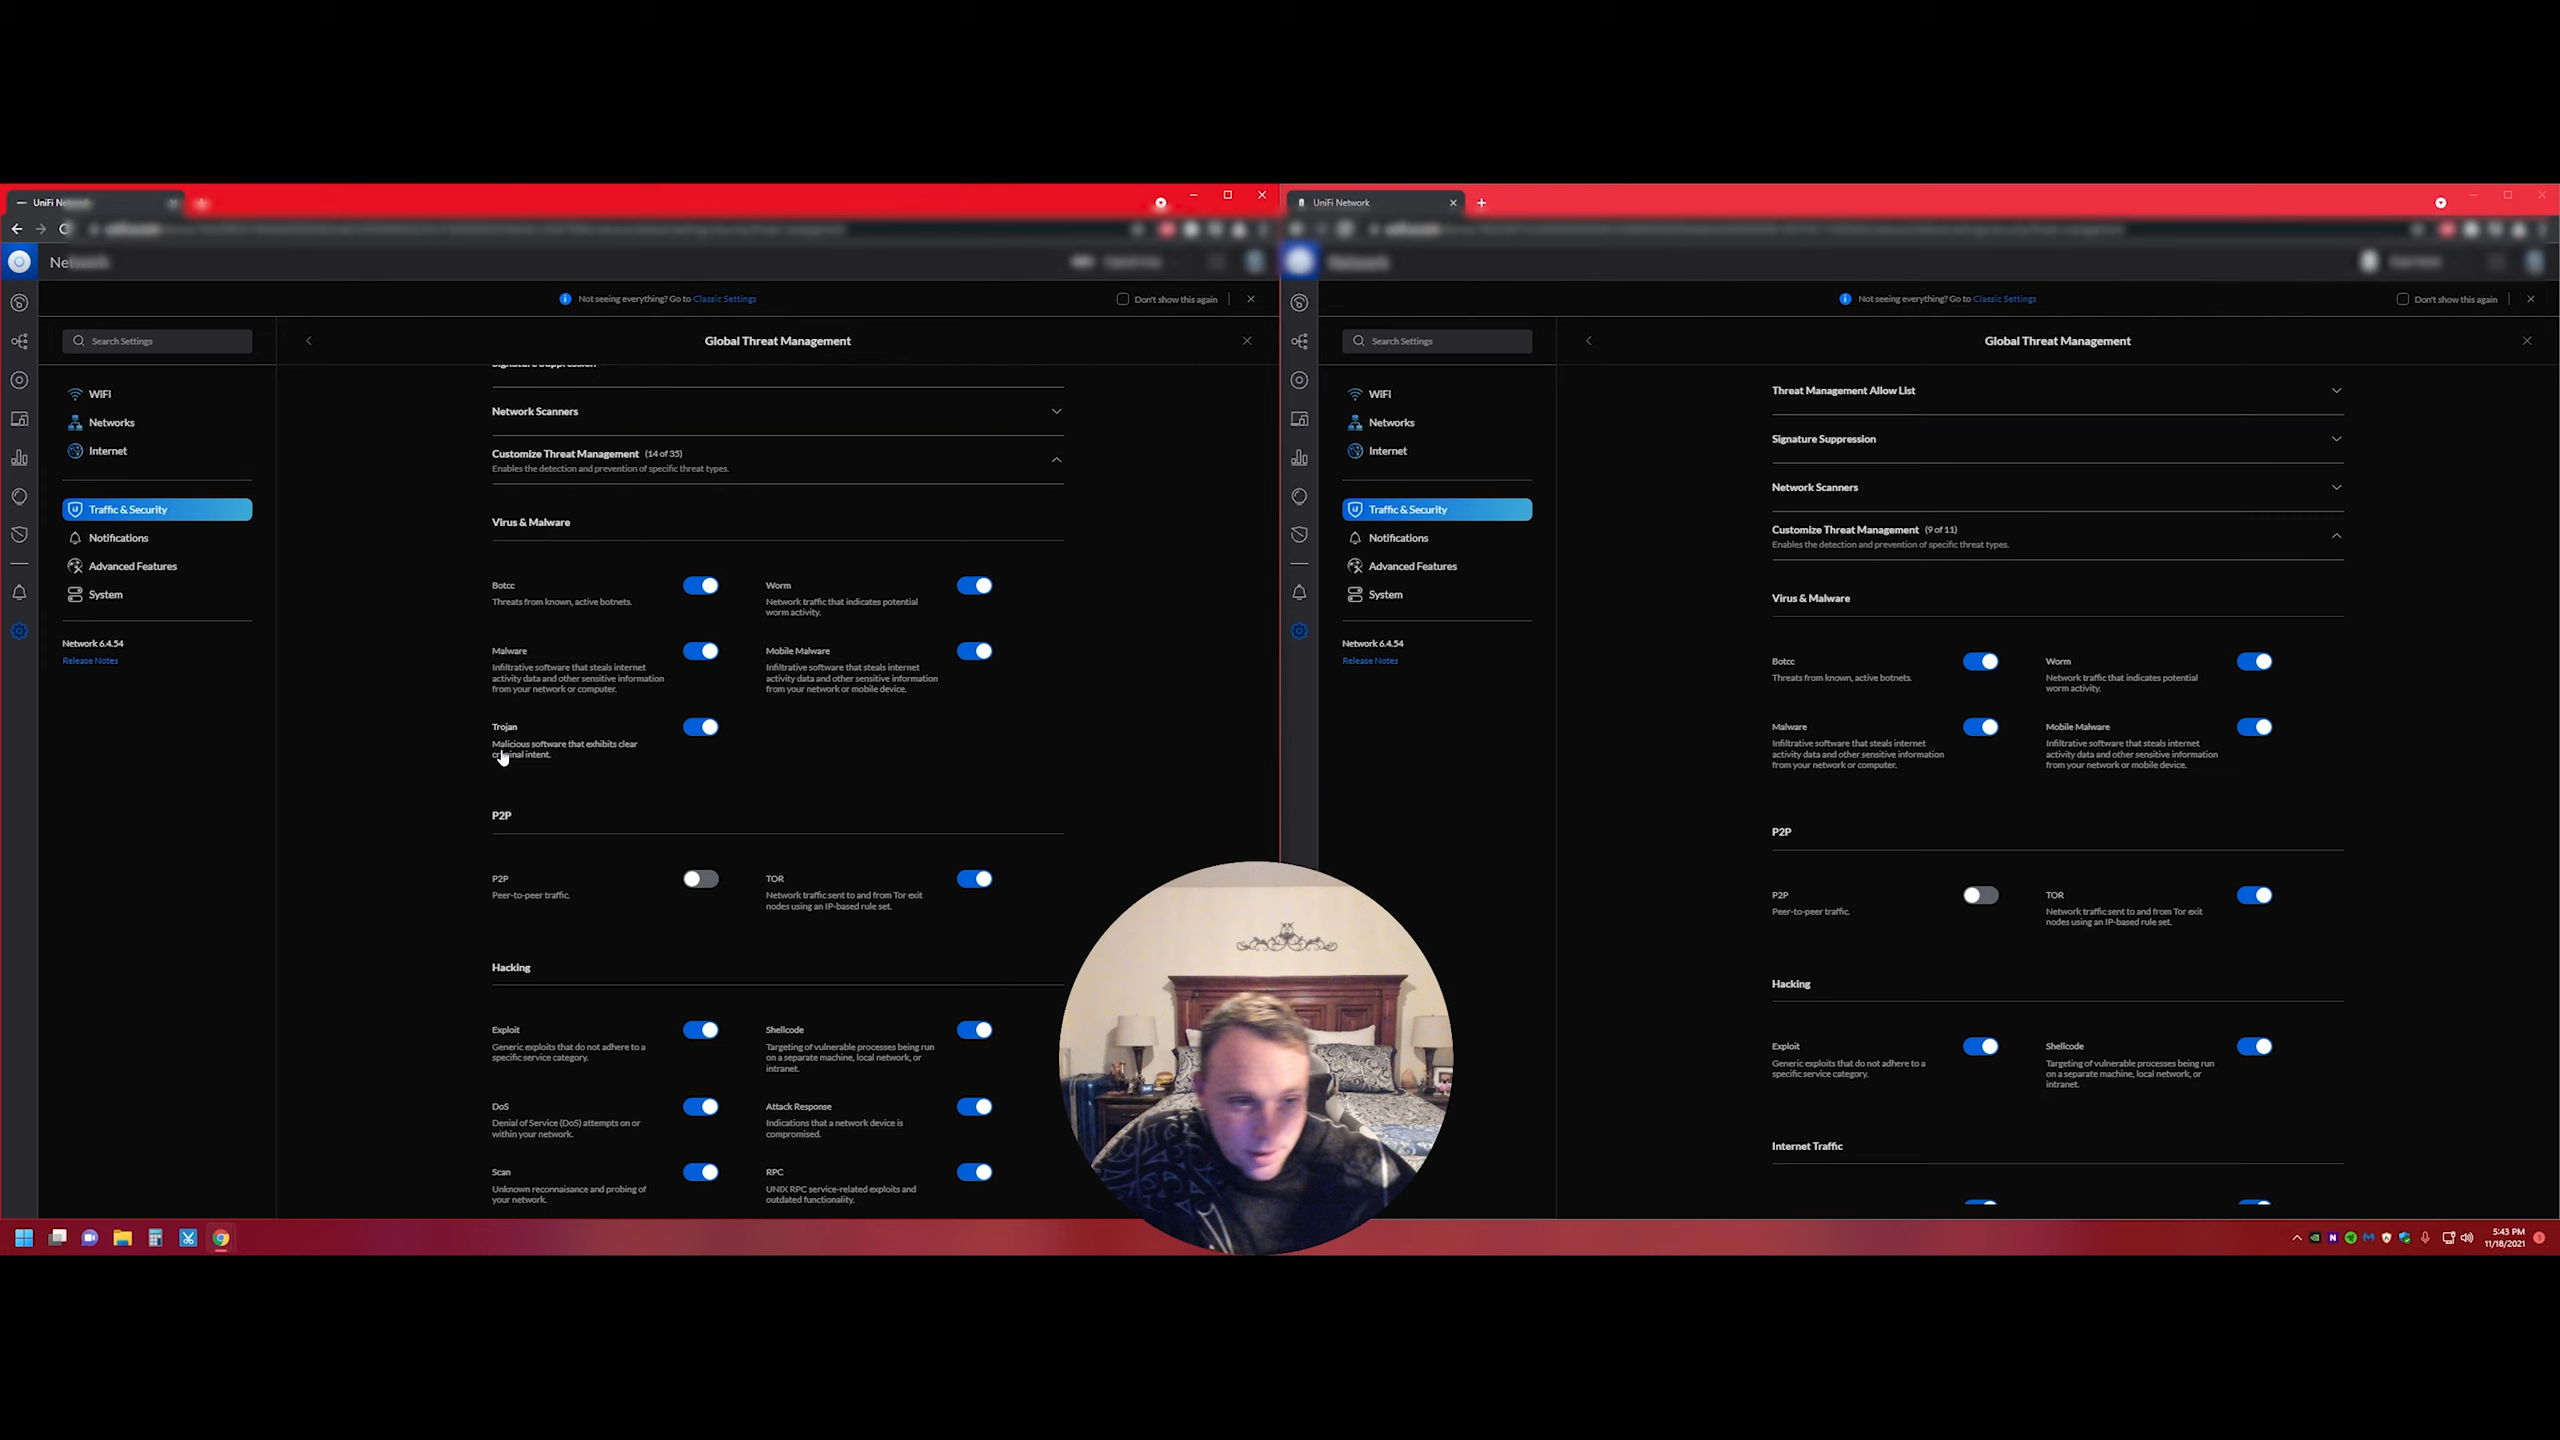 UniFi Ne
Not seeing everything? Go to Classic Settings
Don't show this again
Search Settings
Global Threat Management
WiFi
Networks
Internet
Traffic & Security
Notifications
Advanced Features
System
Network 6.4.54
Release Notes
Signature Suppression
Network Scanners
Customize Threat Management (14 of 35)
Enables the detection and prevention of specific threat types.
Virus & Malware
Botcc
Threats from known, active botnets.
Worm
Network traffic that indicates potential
worm activity.
Malware
Infiltrative software that steals internet
activity data and other sensitive information
from your network or computer.
Mobile Malware
Infiltrative software that steals internet
activity data and other sensitive information
from your network or mobile device.
Trojan
Malicious software that exhibits clear
criminal intent.
P2P
P2P
Peer-to-peer traffic.
TOR
Network traffic sent to and from Tor exit
nodes using an IP-based rule set.
Hacking
Exploit
Generic exploits that do not adhere to a
specific service category.
Shellcode
Targeting of vulnerable processes being run
on a separate machine, local network, or
intranet.
DoS
Denial of Service (DoS) attempts on or
within your network.
Attack Response
Indications that a network device is
compromised.
Scan
Unknown reconnaisance and probing of
your network.
RPC
UNIX RPC service-related exploits and
outdated functionality.
UniFi Network
Network
Not seeing everything? Go to Classic Settings
Don't show this again
Search Settings
Global Threat Management
WiFi
Networks
Internet
Traffic & Security
Notifications
Advanced Features
System
Network 6.4.54
Release Notes
Threat Management Allow List
Signature Suppression
Network Scanners
Customize Threat Management (9 of 11)
Enables the detection and prevention of specific threat types.
Virus & Malware
Botcc
Threats from known, active botnets.
Worm
Network traffic that indicates potential
worm activity.
Malware
Infiltrative software that steals internet
activity data and other sensitive information
from your network or computer.
Mobile Malware
Infiltrative software that steals internet
activity data and other sensitive information
from your network or mobile device.
P2P
P2P
Peer-to-peer traffic.
TOR
Network traffic sent to and from Tor exit
nodes using an IP-based rule set.
Hacking
Exploit
Generic exploits that do not adhere to a
specific service category.
Shellcode
Targeting of vulnerable processes being run
on a separate machine, local network, or
intranet.
Internet Traffic
5:43 PM
11/18/2021